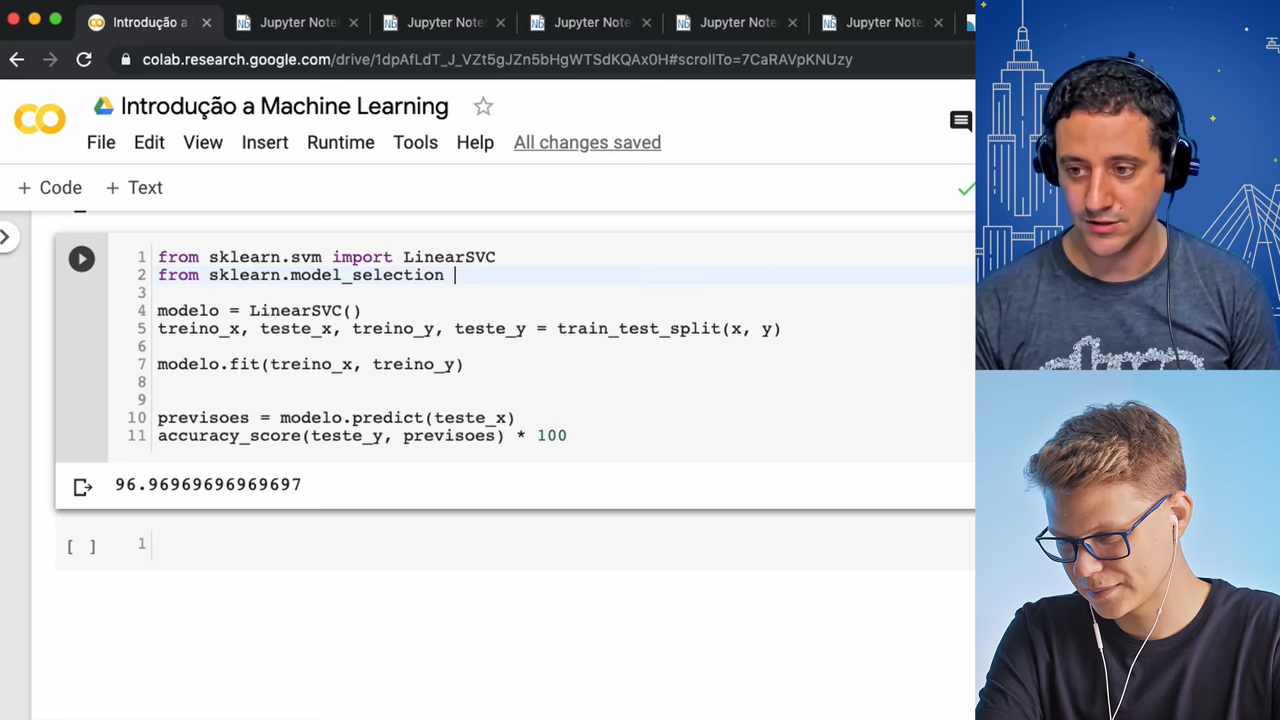 Introdução a
Jupyter Note
Jupyter Note
Jupyter Note
Jupyter Note
Jupyter Note
colab.research.google.com/drive/1dpAfLdT_J_VZt5gJZn5bHgWTSdKQAx0H#scrollTo=7CaRAVpKNUzy
CO
Introdução a Machine Learning
File Edit View Insert Runtime Tools Help All changes saved
+ Code + Text
1 from sklearn.svm import LinearSVC
2 from sklearn.model_selection
3
4 modelo = LinearSVC()
5 treino_x, teste_x, treino_y, teste_y = train_test_split(x, y)
6
7 modelo.fit(treino_x, treino_y)
8
9
10 previsoes = modelo.predict(teste_x)
11 accuracy_score(teste_y, previsoes) * 100
96.96969696969697
[ ] 1